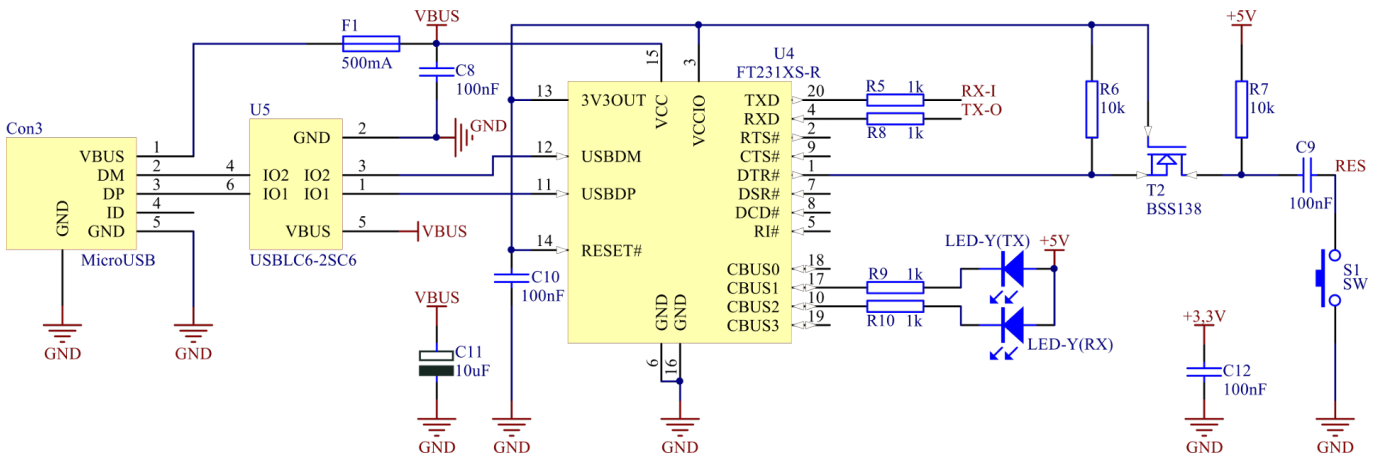 F1
500mA
VBUS
C8
100nF
GND
Con3
VBUS
DM
DP
ID
GND
GND
1
2
3
4
5
MicroUSB
GND
GND
U5
GND
IO2 IO2
IO1 IO1
VBUS
4
6
2
3
1
5
VBUS
USBLC6-2SC6
VBUS
C11
10uF
GND
C10
100nF
GND
U4
FT231XS-R
15
VCC
3
VCCIO
13 3V3OUT
12 USBDM
11 USBDP
14 RESET#
TXD 20
RXD 4
RTS# 2
CTS# 9
DTR# 1
DSR# 7
DCD# 8
RI# 5
CBUS0 18
CBUS1 17
CBUS2 10
CBUS3 19
GND
GND
6
16
GND
R5 1k RX-I
TX-O
R8 1k
R9 1k
R10 1k
LED-Y(TX)
+5V
LED-Y(RX)
R6
10k
+5V
R7
10k
T2
BSS138
C9
100nF
RES
S1
SW
GND
+3,3V
C12
100nF
GND